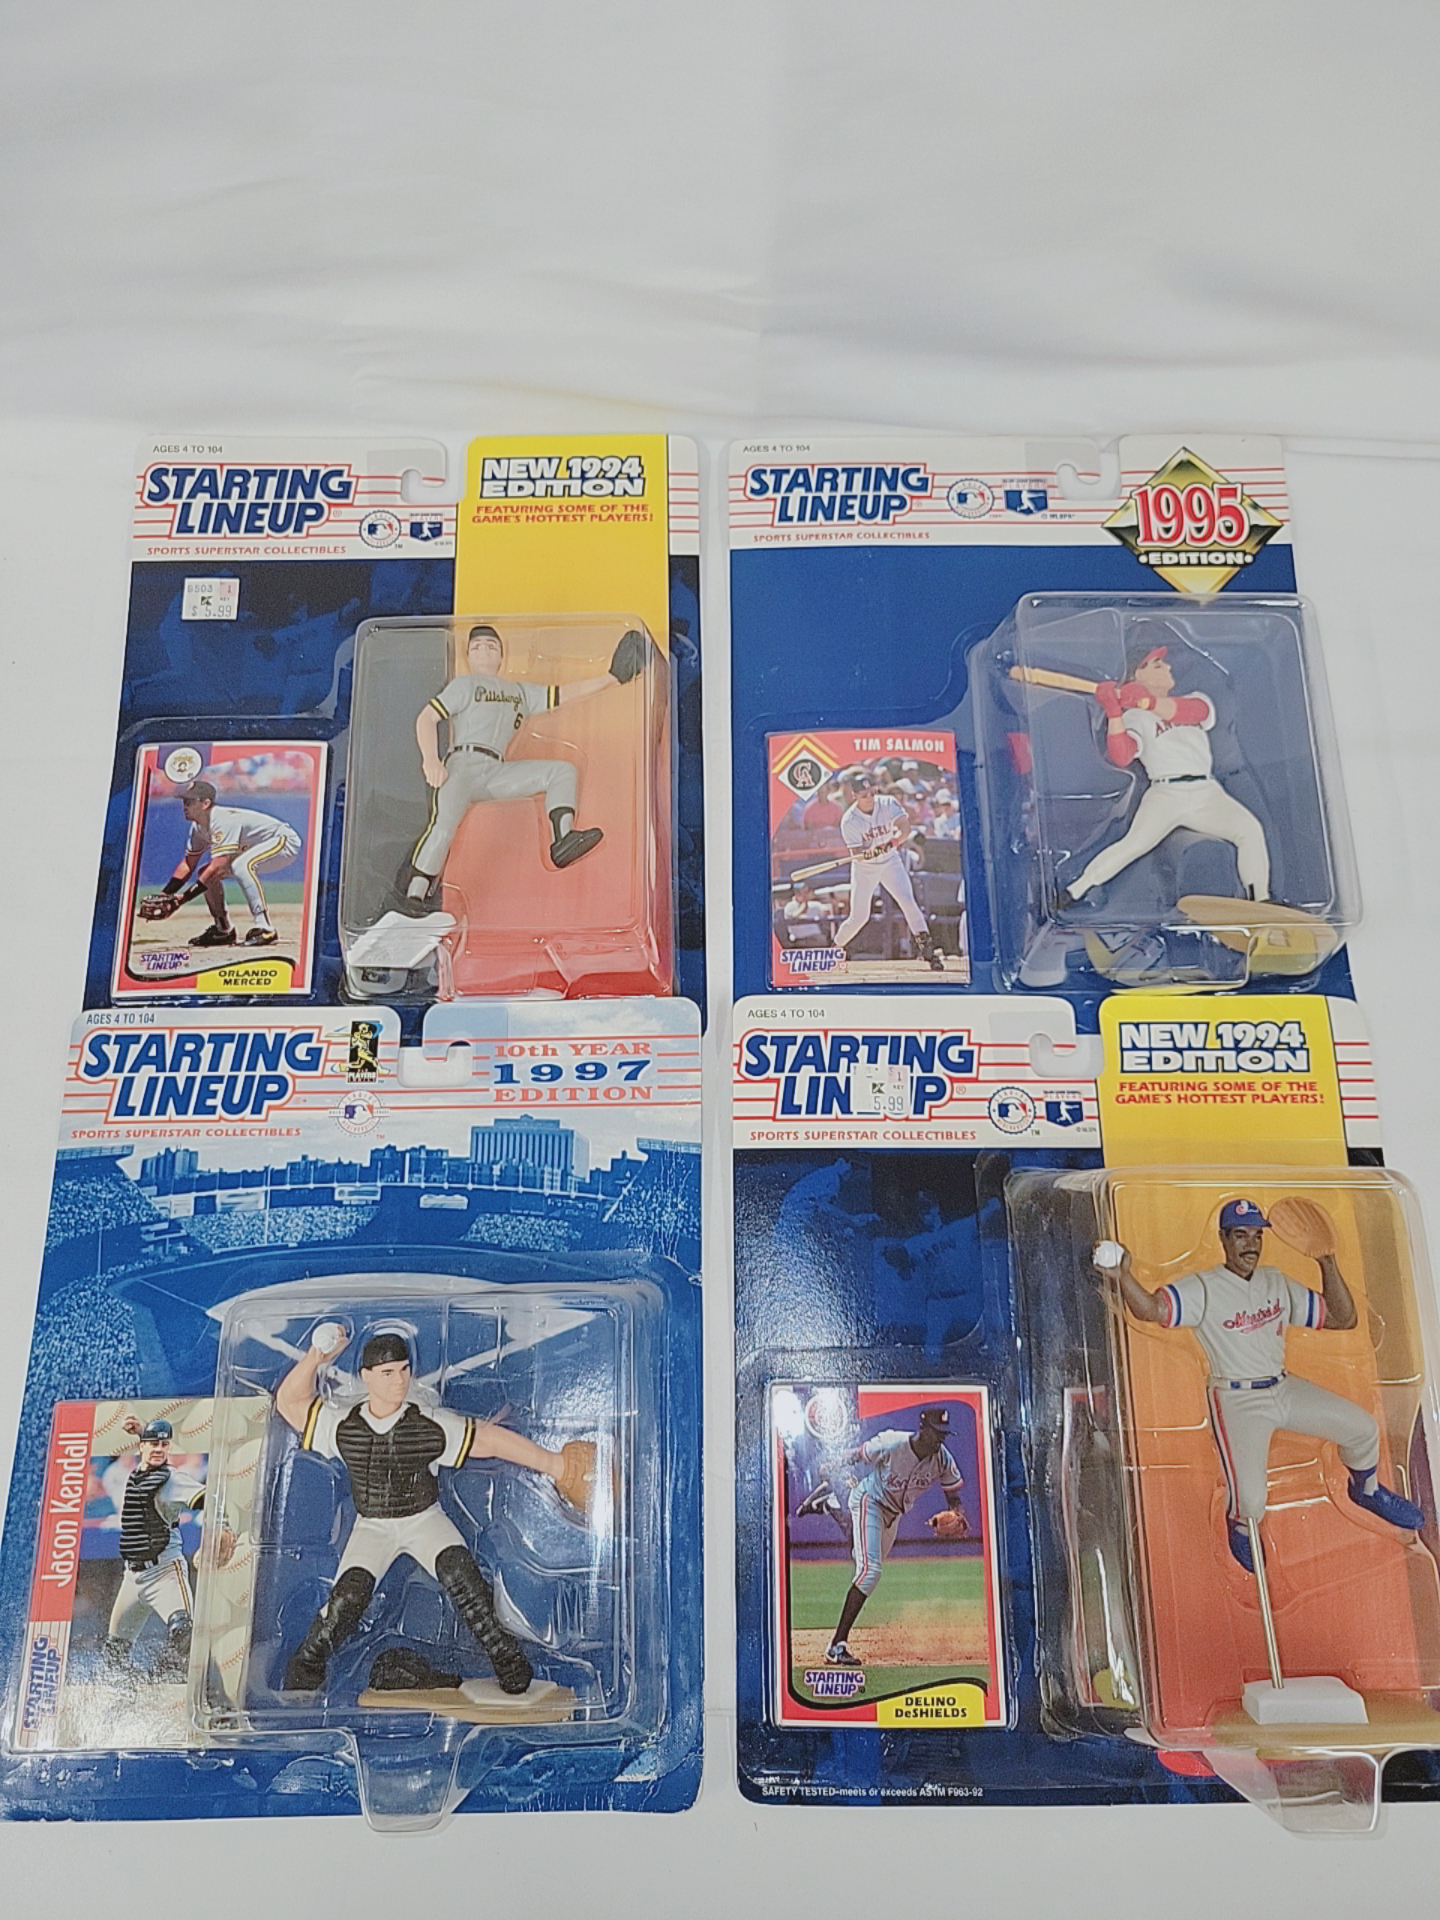 AGES 4 TO 104
STARTING
LINEUP
SPORTS SUPERSTAR COLLECTIBLES
NEW 1994
EDITION
FEATURING SOME OF THE
GAME'S HOTTEST PLAYERS!
$ 5.99
Pittsburgh
6
STARTING
LINEUP
ORLANDO
MERCED
AGES 4 TO 104
STARTING
LINEUP
SPORTS SUPERSTAR COLLECTIBLES
1995
•EDITION•
TIM SALMON
STARTING
LINEUP
AGES 4 TO 104
STARTING
LINEUP
SPORTS SUPERSTAR COLLECTIBLES
10th YEAR
1997
EDITION
Jason Kendall
STARTING
LINEUP
AGES 4 TO 104
STARTING
LINEUP
5.99
SPORTS SUPERSTAR COLLECTIBLES
NEW 1994
EDITION
FEATURING SOME OF THE
GAME'S HOTTEST PLAYERS!
Montreal
STARTING
LINEUP
DELINO
DeSHIELDS
SAFETY TESTED-meets or exceeds ASTM F963-92